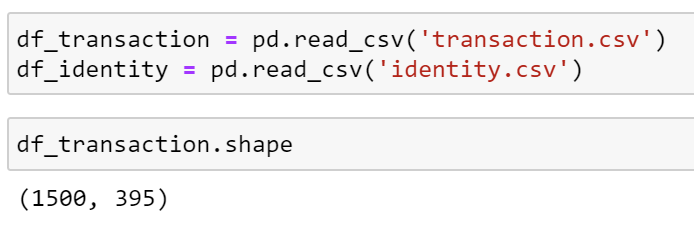 df_transaction = pd.read_csv('transaction.csv')
df_identity = pd.read_csv('identity.csv')
df_transaction.shape
(1500, 395)